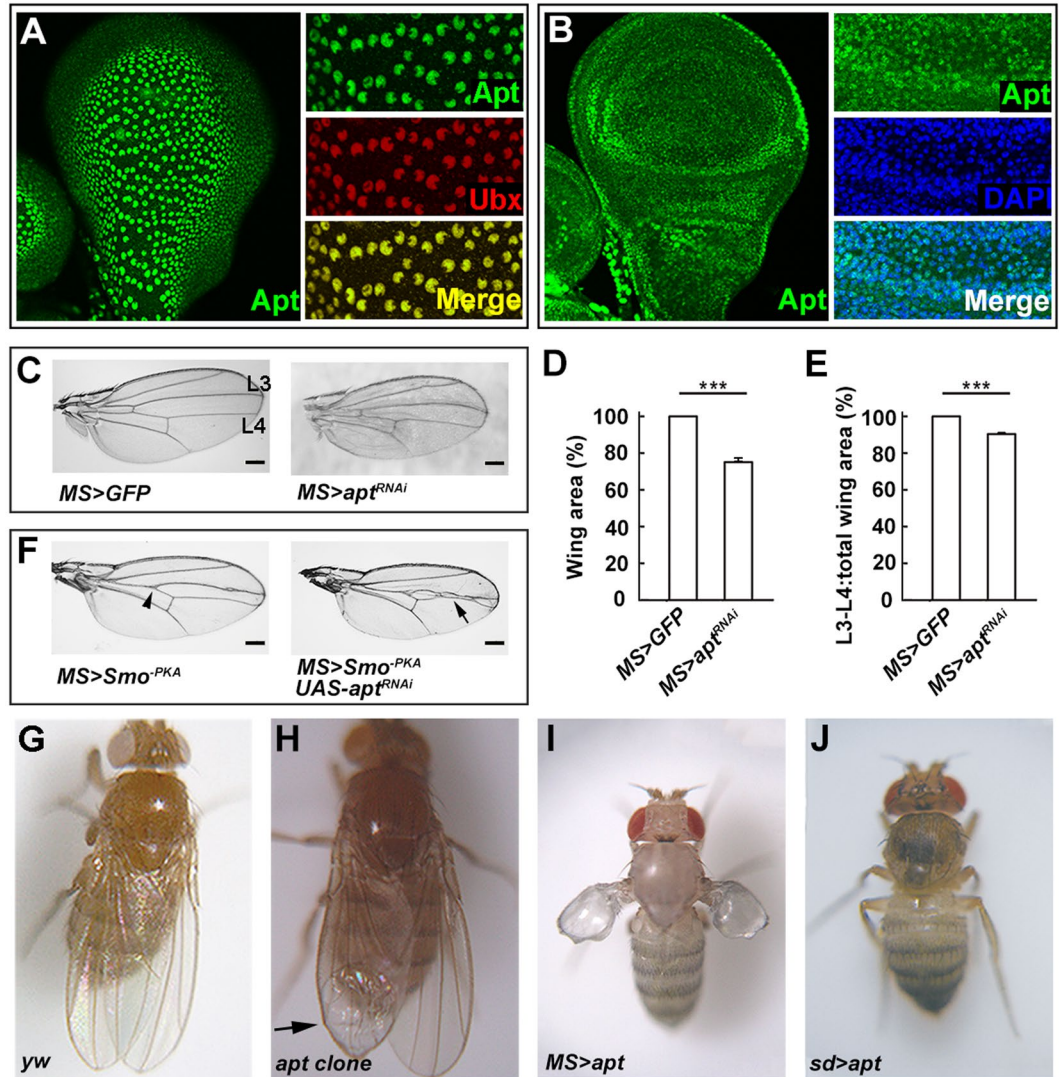 A
Apt
Apt
Ubx
Merge
B
Apt
Apt
DAPI
Merge
C
L3
L4
MS>GFP
MS>apt^RNAi
D
***
Wing area (%)
100
80
60
40
20
0
MS>GFP
MS>apt^RNAi
E
***
L3-L4:total wing area (%)
100
80
60
40
20
0
MS>GFP
MS>apt^RNAi
F
MS>Smo^-PKA
MS>Smo^-PKA
UAS-apt^RNAi
G
yw
H
apt clone
I
MS>apt
J
sd>apt